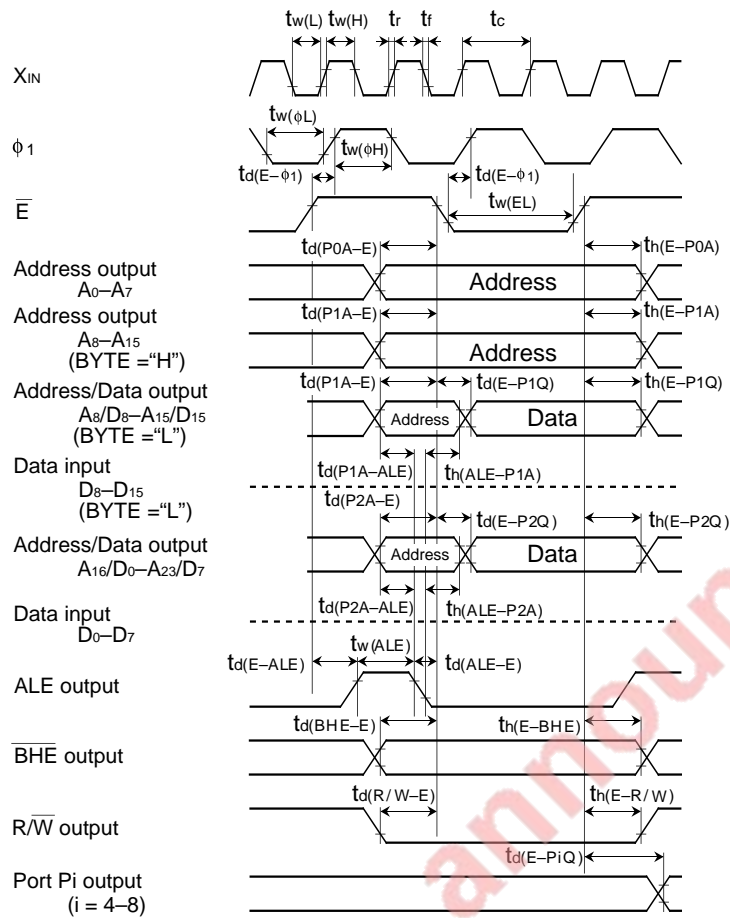 tw(L) tw(H) tr tf tc
XIN
tw(ϕL)
ϕ1
tw(ϕH)
td(E–ϕ1) td(E–ϕ1)
E tw(EL)
td(P0A–E) th(E–P0A)
Address output
A0–A7 Address
Address output td(P1A–E) th(E–P1A)
A8–A15 Address
(BYTE =“H”)
Address/Data output td(P1A–E) td(E–P1Q) th(E–P1Q)
A8/D8–A15/D15 Address Data
(BYTE =“L”)
Data input td(P1A–ALE) th(ALE–P1A)
D8–D15
(BYTE =“L”) td(P2A–E)
td(E–P2Q) th(E–P2Q)
Address/Data output
A16/D0–A23/D7 Address Data
td(P2A–ALE) th(ALE–P2A)
Data input
D0–D7
tw(ALE)
td(E–ALE) td(ALE–E)
ALE output
td(BHE–E) th(E–BHE)
BHE output
td(R/W–E) th(E–R/W)
R/W output
td(E–PiQ)
Port Pi output
(i = 4–8)
announ